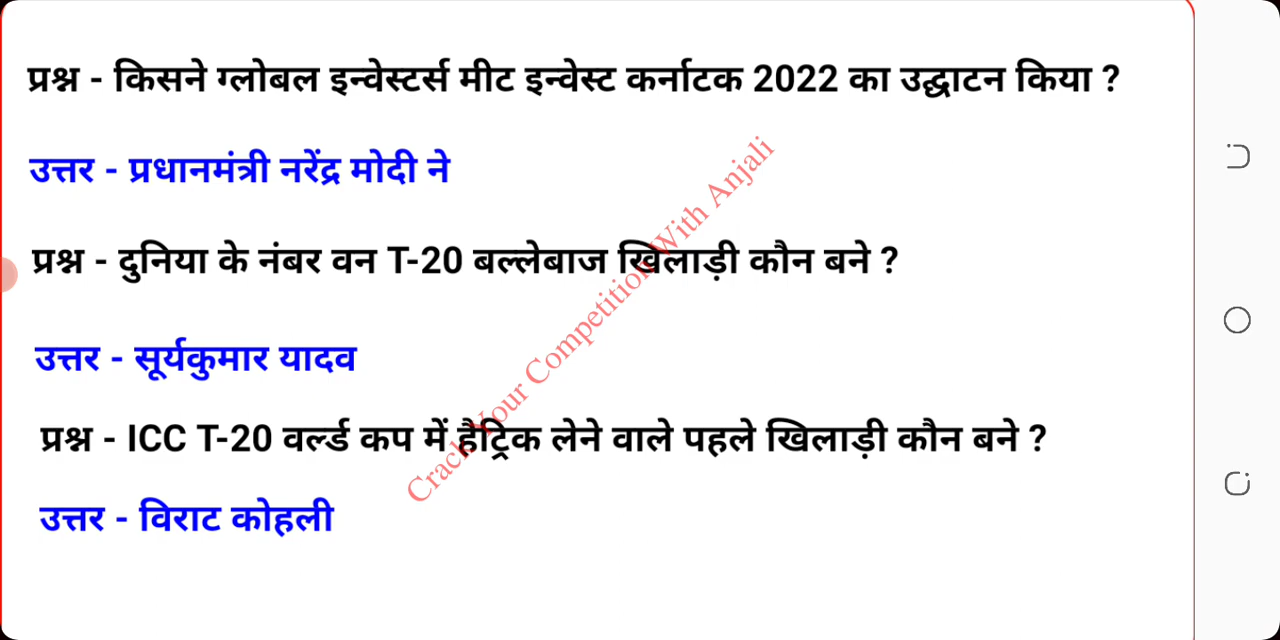 प्रश्न - किसने ग्लोबल इन्वेस्टर्स मीट इन्वेस्ट कर्नाटक 2022 का उद्घाटन किया ?
उत्तर - प्रधानमंत्री नरेंद्र मोदी ने
प्रश्न - दुनिया के नंबर वन T-20 बल्लेबाज खिलाड़ी कौन बने ?
उत्तर - सूर्यकुमार यादव
प्रश्न - ICC T-20 वर्ल्ड कप में हैट्रिक लेने वाले पहले खिलाड़ी कौन बने ?
उत्तर - विराट कोहली
Crack Your Competition With Anjali